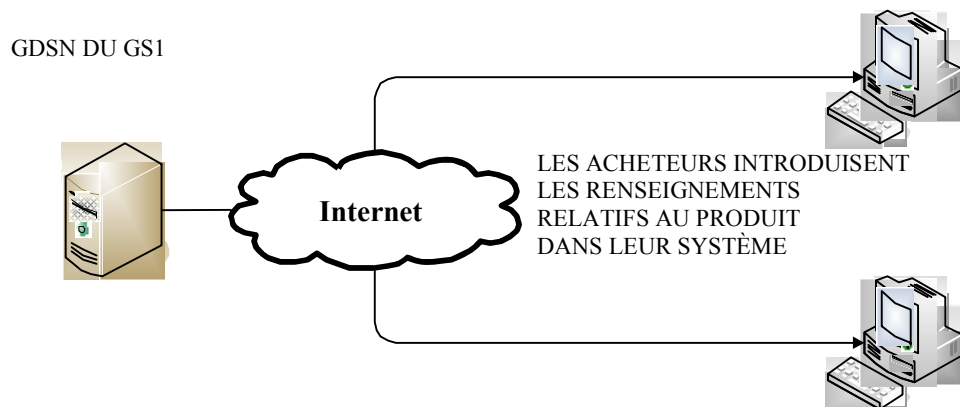 GDSN DU GS1
Internet
LES ACHETEURS INTRODUISENT
LES RENSEIGNEMENTS
RELATIFS AU PRODUIT
DANS LEUR SYSTÈME